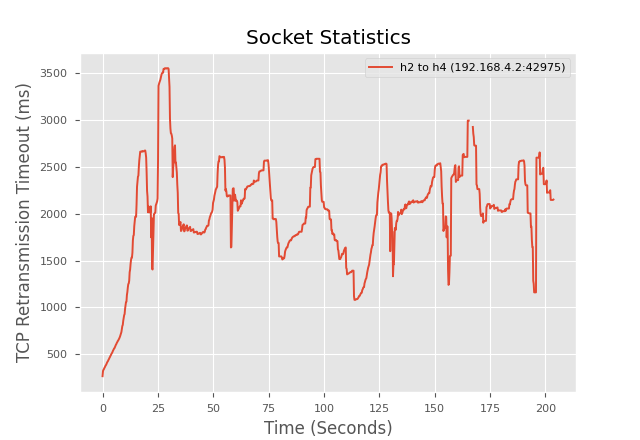 Socket Statistics
h2 to h4 (192.168.4.2:42975)
TCP Retransmission Timeout (ms)
3500
3000
2500
2000
1500
1000
500
0 25 50 75 100 125 150 175 200
Time (Seconds)